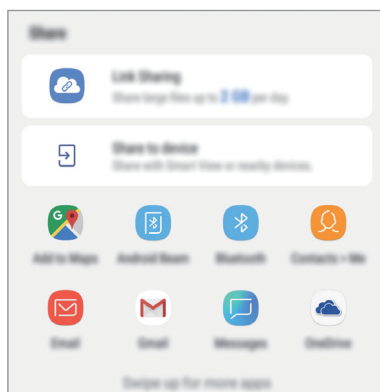 Share
Link Sharing
Share large files up to 2 GB per day.
Share to device
Share with Smart View or nearby devices.
Add to Maps Android Beam Bluetooth Contacts + Me
Email Gmail Messages OneDrive
Swipe up for more apps